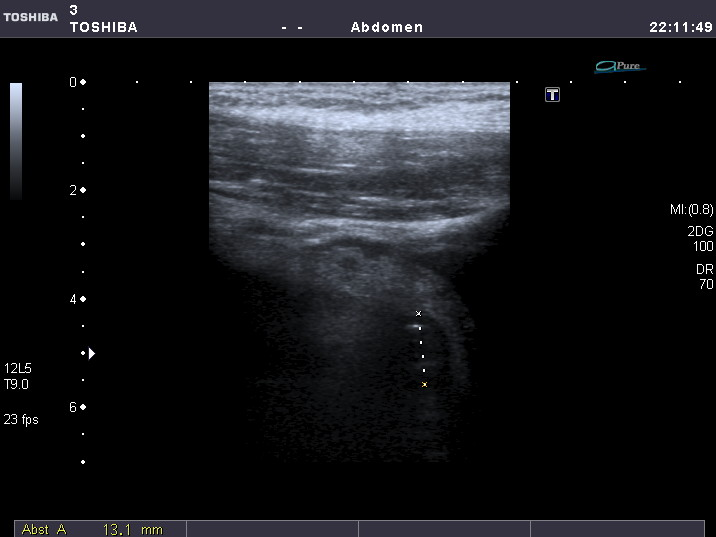 TOSHIBA
3
TOSHIBA - - Abdomen 22:11:49
aPure
0
T
2
MI:(0.8)
2DG
100
DR
70
4
12L5
T9.0
6
23 fps
Abst A 13.1 mm